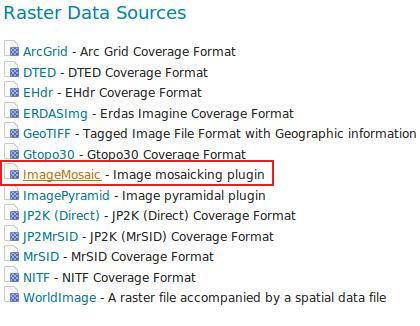 Raster Data Sources
ArcGrid - Arc Grid Coverage Format
DTED - DTED Coverage Format
EHdr - EHdr Coverage Format
ERDASImg - Erdas Imagine Coverage Format
GeoTIFF - Tagged Image File Format with Geographic information
Gtopo30 - Gtopo30 Coverage Format
ImageMosaic - Image mosaicking plugin
ImagePyramid - Image pyramidal plugin
JP2K (Direct) - JP2K (Direct) Coverage Format
JP2MrSID - JP2K (MrSID) Coverage Format
MrSID - MrSID Coverage Format
NITF - NITF Coverage Format
WorldImage - A raster file accompanied by a spatial data file